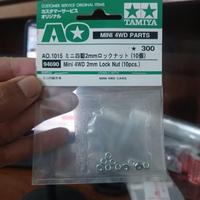 CUSTOMER SERVICE ORIGINAL ITEMS
カスタマーサービス
オリジナル
TAMIYA
AO
MINI 4WD PARTS
★ 300
AO.1015 ミニ四駆2mmロックナット(10個)
94690 Mini 4WD 2mm Lock Nut (10pcs.)